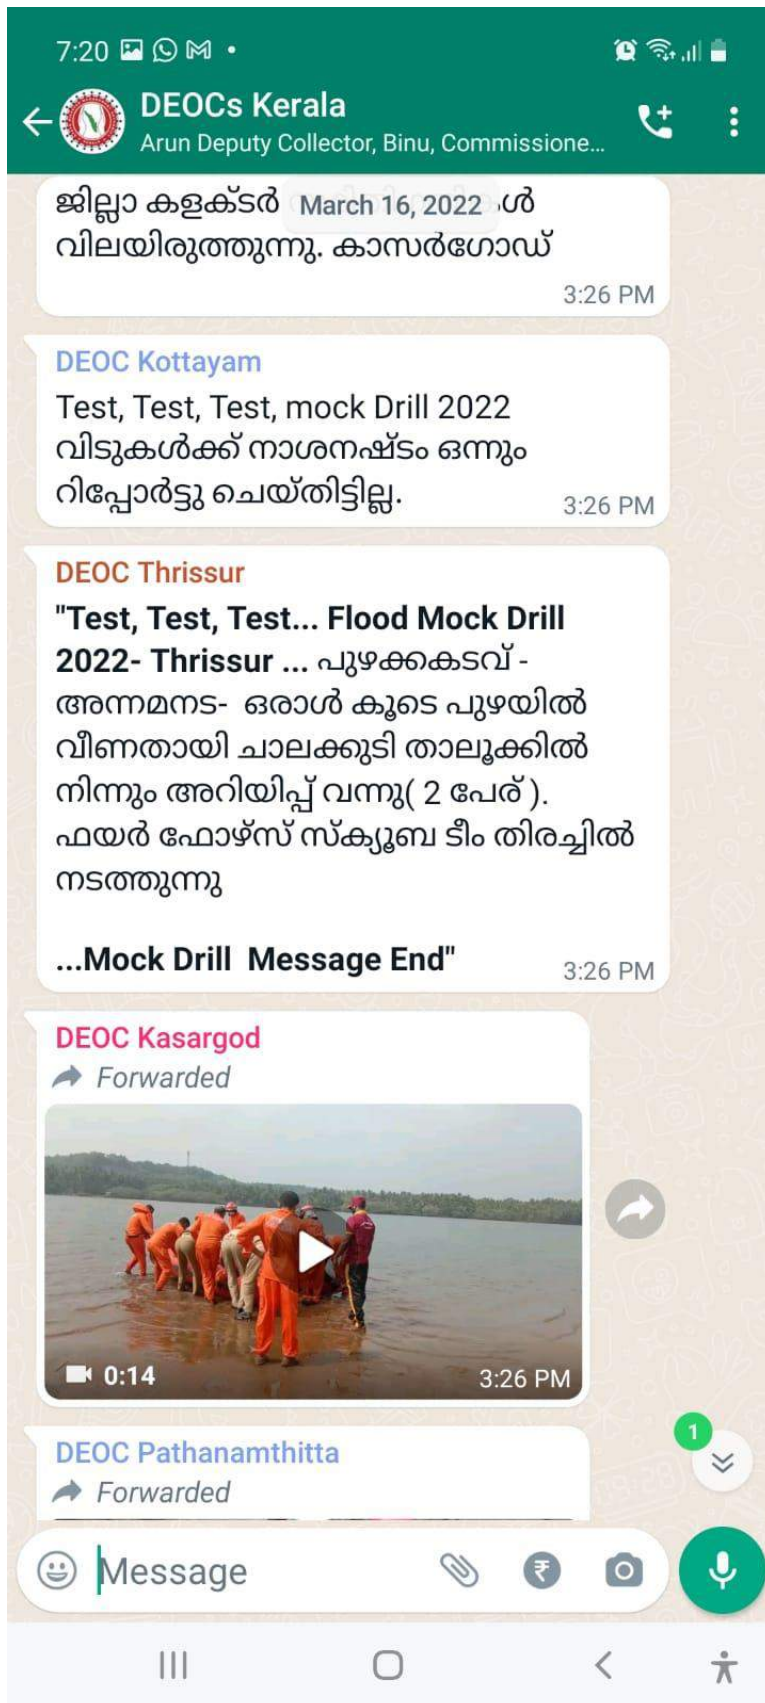 7:20
DEOCs Kerala
Arun Deputy Collector, Binu, Commissione...
ജില്ലാ കളക്ടർ
March 16, 2022
വിലയിരുത്തുന്നു. കാസർഗോഡ്
3:26 PM
DEOC Kottayam
Test, Test, Test, mock Drill 2022
വിടുകൾക്ക് നാശനഷ്ടം ഒന്നും
റിപ്പോർട്ടു ചെയ്തിട്ടില്ല.
3:26 PM
DEOC Thrissur
"Test, Test, Test... Flood Mock Drill
2022- Thrissur ... പുഴക്കകടവ് -
അന്നമനട- ഒരാൾ കൂടെ പുഴയിൽ
വീണതായി ചാലക്കുടി താലൂക്കിൽ
നിന്നും അറിയിപ്പ് വന്നു( 2 പേര് ).
ഫയർ ഫോഴ്സ് സ്ക്യൂബ ടീം തിരച്ചിൽ
നടത്തുന്നു
...Mock Drill Message End"
3:26 PM
DEOC Kasargod
Forwarded
0:14
3:26 PM
1
DEOC Pathanamthitta
Forwarded
Message